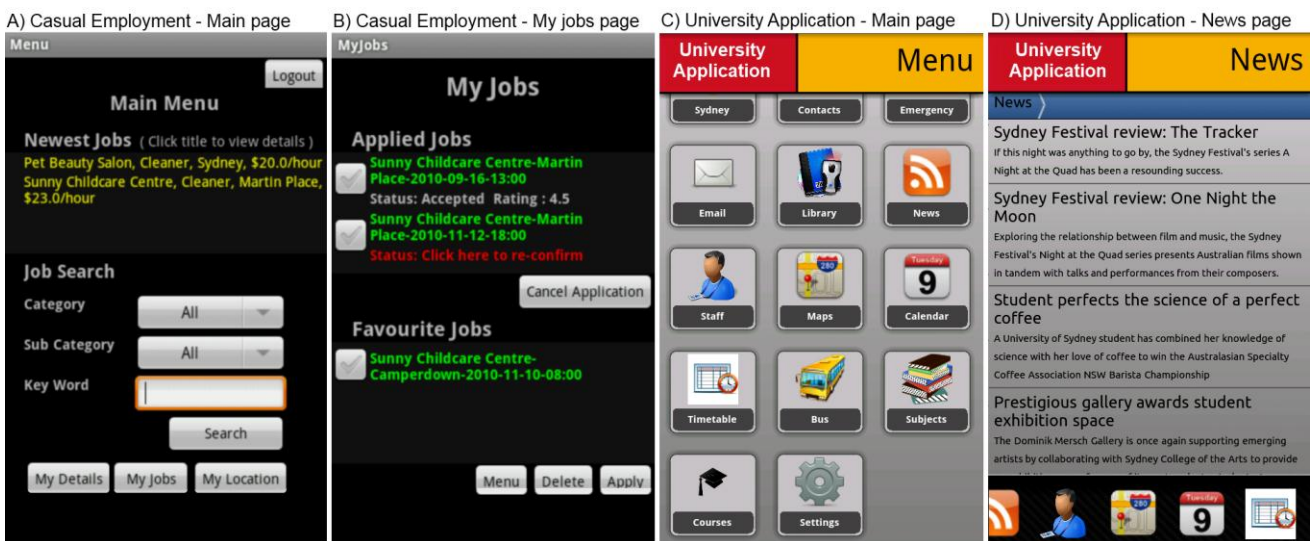 A) Casual Employment - Main page
Menu
Logout
Main Menu
Newest Jobs ( Click title to view details )
Pet Beauty Salon, Cleaner, Sydney, $20.0/hour
Sunny Childcare Centre, Cleaner, Martin Place,
$23.0/hour
Job Search
Category
All
Sub Category
All
Key Word
Search
My Details
My Jobs
My Location
B) Casual Employment - My jobs page
MyJobs
My Jobs
Applied Jobs
Sunny Childcare Centre-Martin
Place-2010-09-16-13:00
Status: Accepted Rating : 4.5
Sunny Childcare Centre-Martin
Place-2010-11-12-18:00
Status: Click here to re-confirm
Cancel Application
Favourite Jobs
Sunny Childcare Centre-
Camperdown-2010-11-10-08:00
Menu
Delete
Apply
C) University Application - Main page
University
Application
Menu
Sydney
Contacts
Emergency
Email
Library
News
Staff
280
Maps
Tuesday
9
Calendar
Timetable
Bus
Subjects
Courses
Settings
D) University Application - News page
University
Application
News
News
Sydney Festival review: The Tracker
If this night was anything to go by, the Sydney Festival's series A
Night at the Quad has been a resounding success.
Sydney Festival review: One Night the
Moon
Exploring the relationship between film and music, the Sydney
Festival's Night at the Quad series presents Australian films shown
in tandem with talks and performances from their composers.
Student perfects the science of a perfect
coffee
A University of Sydney student has combined her knowledge of
science with her love of coffee to win the Australasian Specialty
Coffee Association NSW Barista Championship
Prestigious gallery awards student
exhibition space
The Dominik Mersch Gallery is once again supporting emerging
artists by collaborating with Sydney College of the Arts to provide
280
Tuesday
9